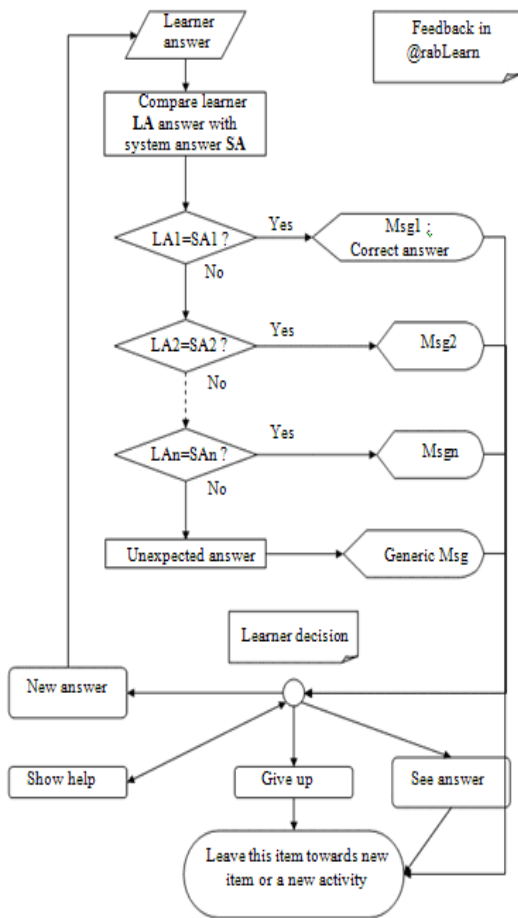 Learner
answer
Feedback in
@rabLearn
Compare learner
LA answer with
system answer SA
LA1=SA1 ?
Yes
Msg1 ;
Correct answer
No
LA2=SA2 ?
Yes
Msg2
No
LAn=SAn ?
Yes
Msgn
No
Unexpected answer
Generic Msg
Learner decision
New answer
Show help
Give up
See answer
Leave this item towards new
item or a new activity